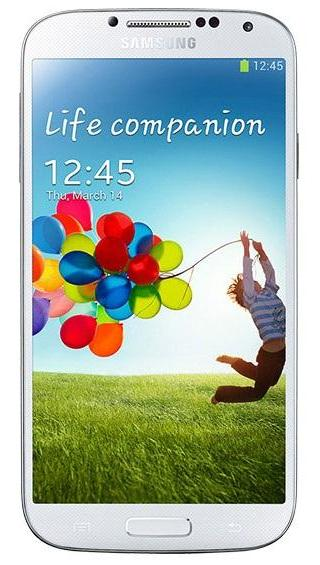 SAMSUNG
12:45
Life companion
12:45
Thu, March 14